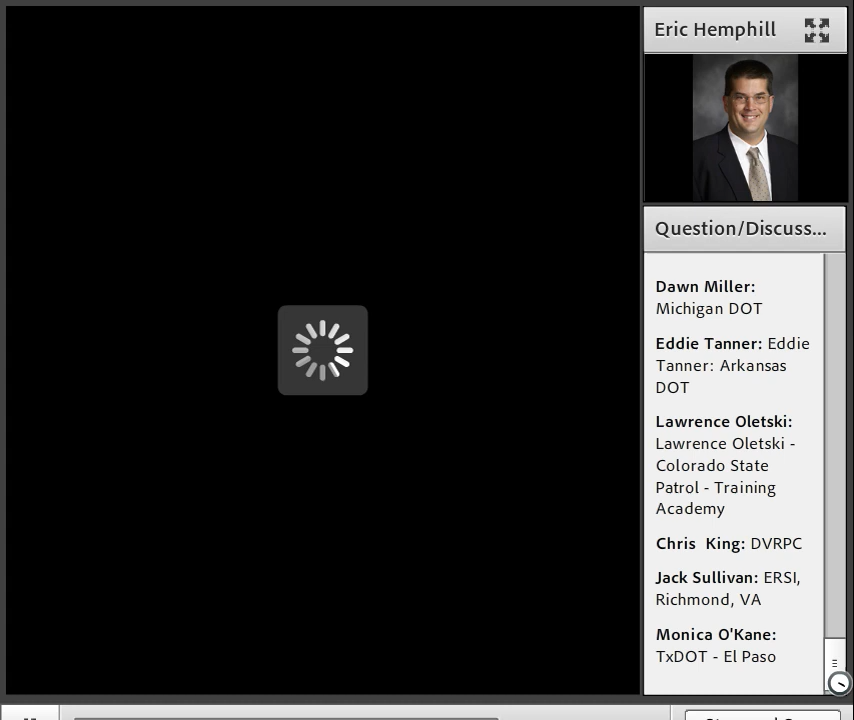 Eric Hemphill
Question/Discuss...
Dawn Miller:
Michigan DOT
Eddie Tanner: Eddie
Tanner: Arkansas
DOT
Lawrence Oletski:
Lawrence Oletski -
Colorado State
Patrol - Training
Academy
Chris King: DVRPC
Jack Sullivan: ERSI,
Richmond, VA
Monica O'Kane:
TxDOT - El Paso